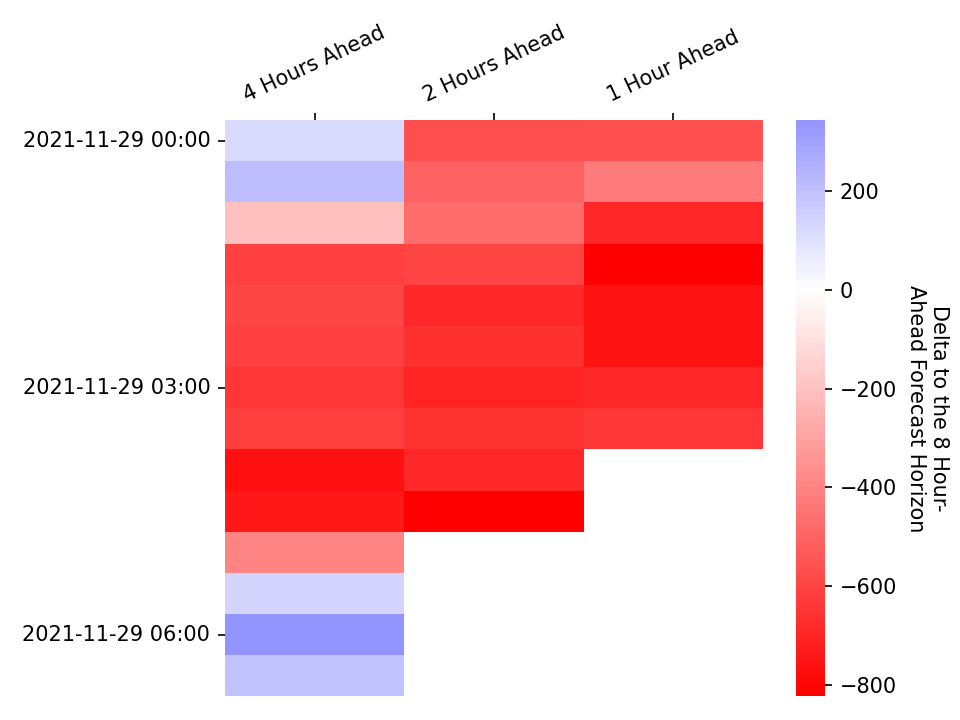 4 Hours Ahead
2 Hours Ahead
1 Hour Ahead
2021-11-29 00:00
2021-11-29 03:00
2021-11-29 06:00
200
0
−200
−400
−600
−800
Delta to the 8 Hour-
Ahead Forecast Horizon